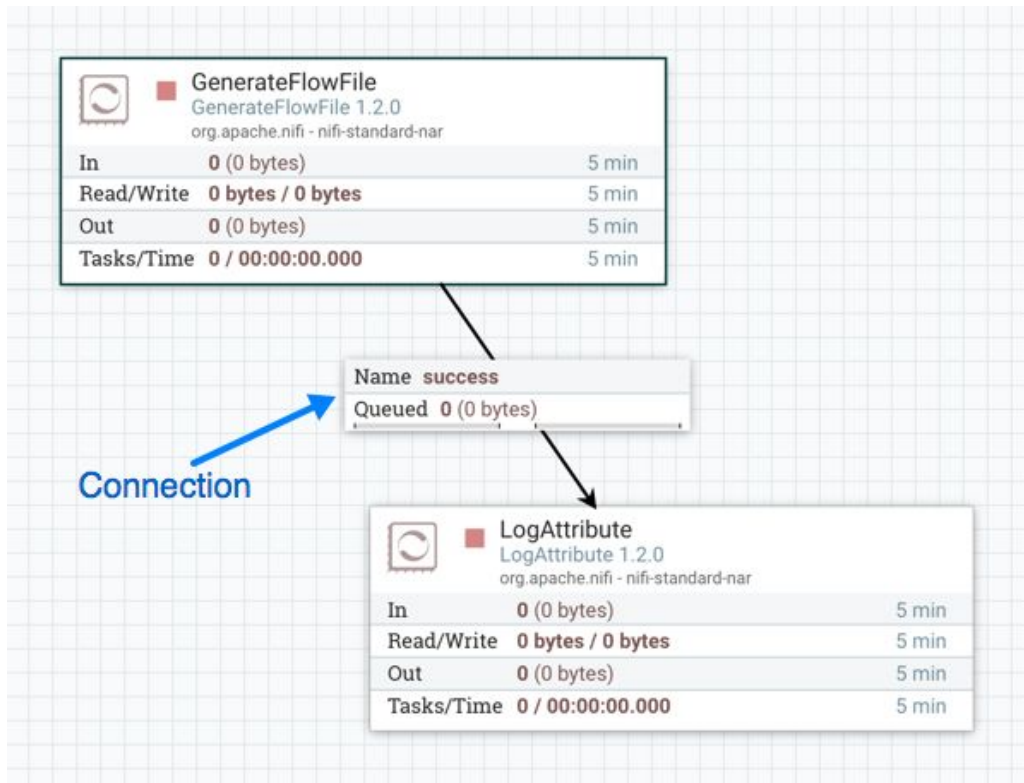 GenerateFlowFile
GenerateFlowFile 1.2.0
org.apache.nifi - nifi-standard-nar
In 0 (0 bytes) 5 min
Read/Write 0 bytes / 0 bytes 5 min
Out 0 (0 bytes) 5 min
Tasks/Time 0 / 00:00:00.000 5 min
Name success
Queued 0 (0 bytes)
Connection
LogAttribute
LogAttribute 1.2.0
org.apache.nifi - nifi-standard-nar
In 0 (0 bytes) 5 min
Read/Write 0 bytes / 0 bytes 5 min
Out 0 (0 bytes) 5 min
Tasks/Time 0 / 00:00:00.000 5 min